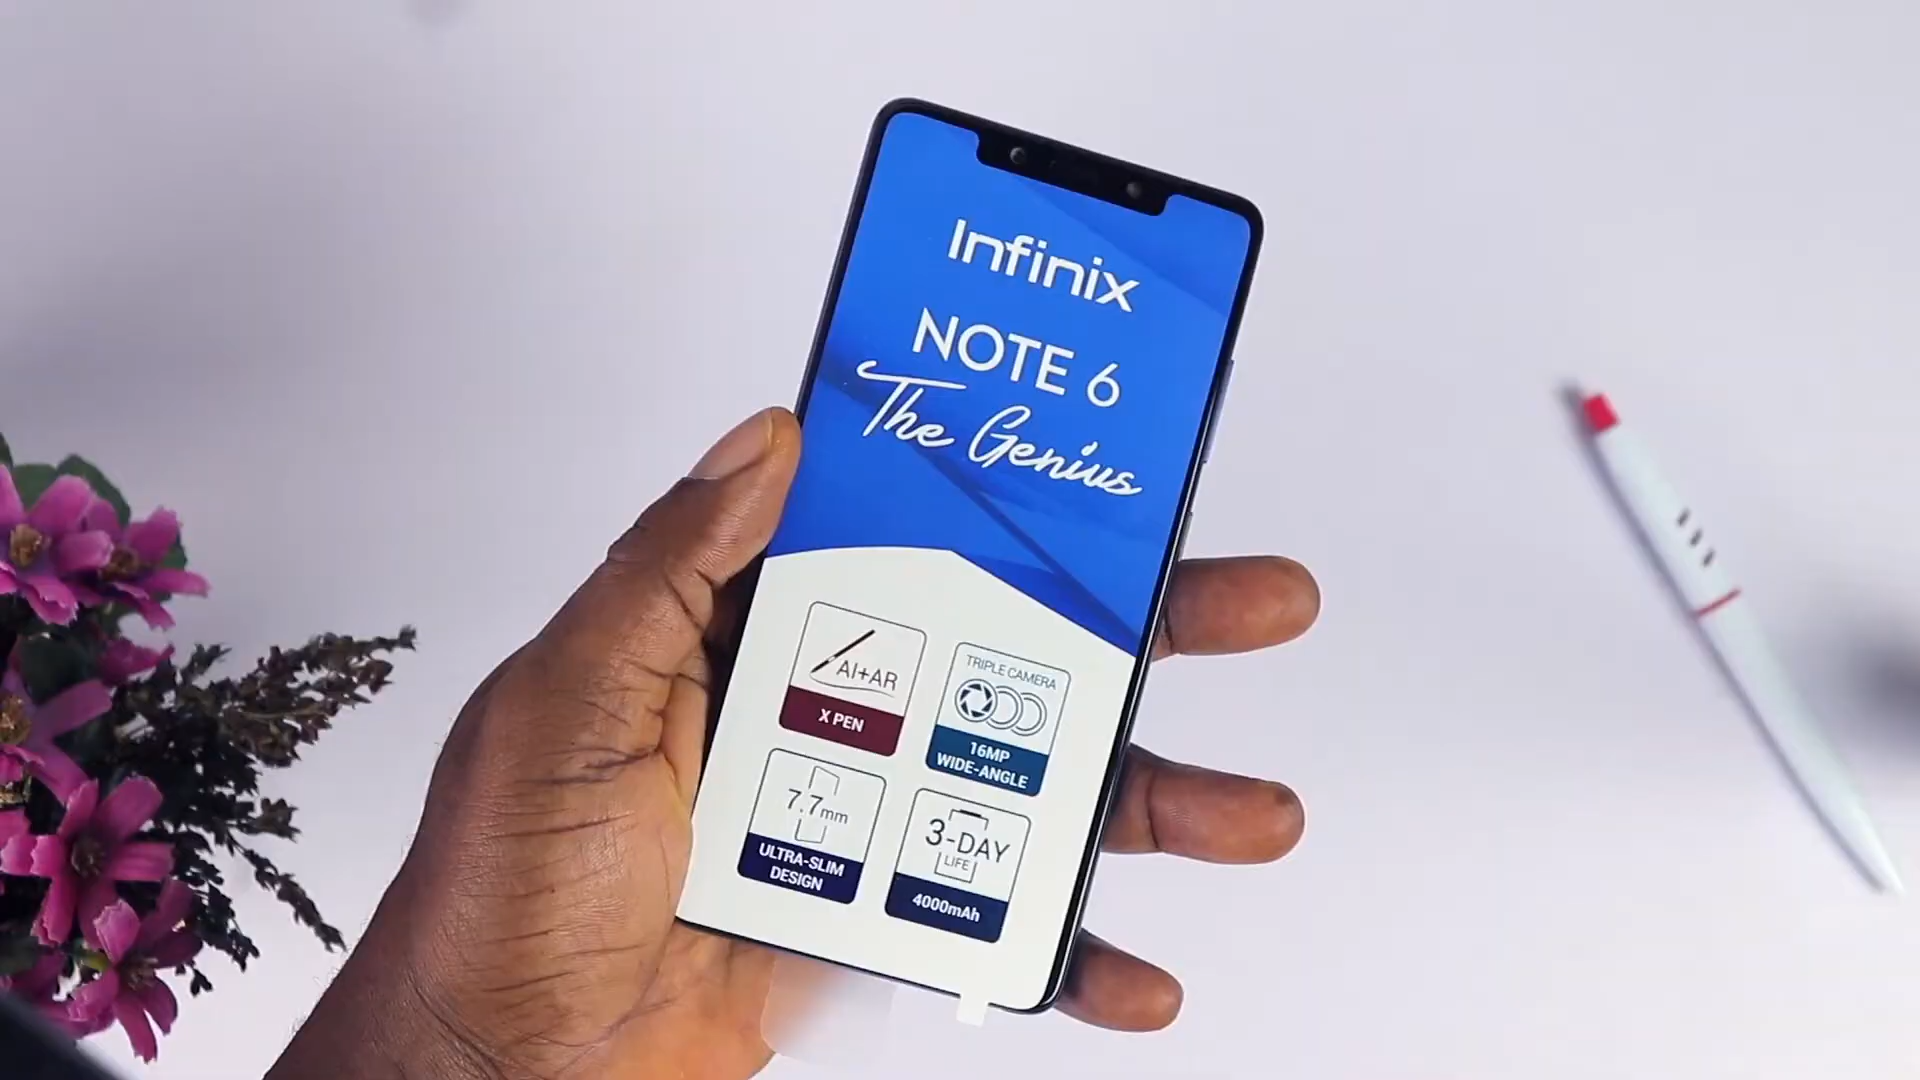 Infinix
NOTE 6
The Genius
AI+AR
X PEN
TRIPLE CAMERA
16MP
WIDE-ANGLE
7.7mm
ULTRA-SLIM
DESIGN
3-DAY
LIFE
4000mAh